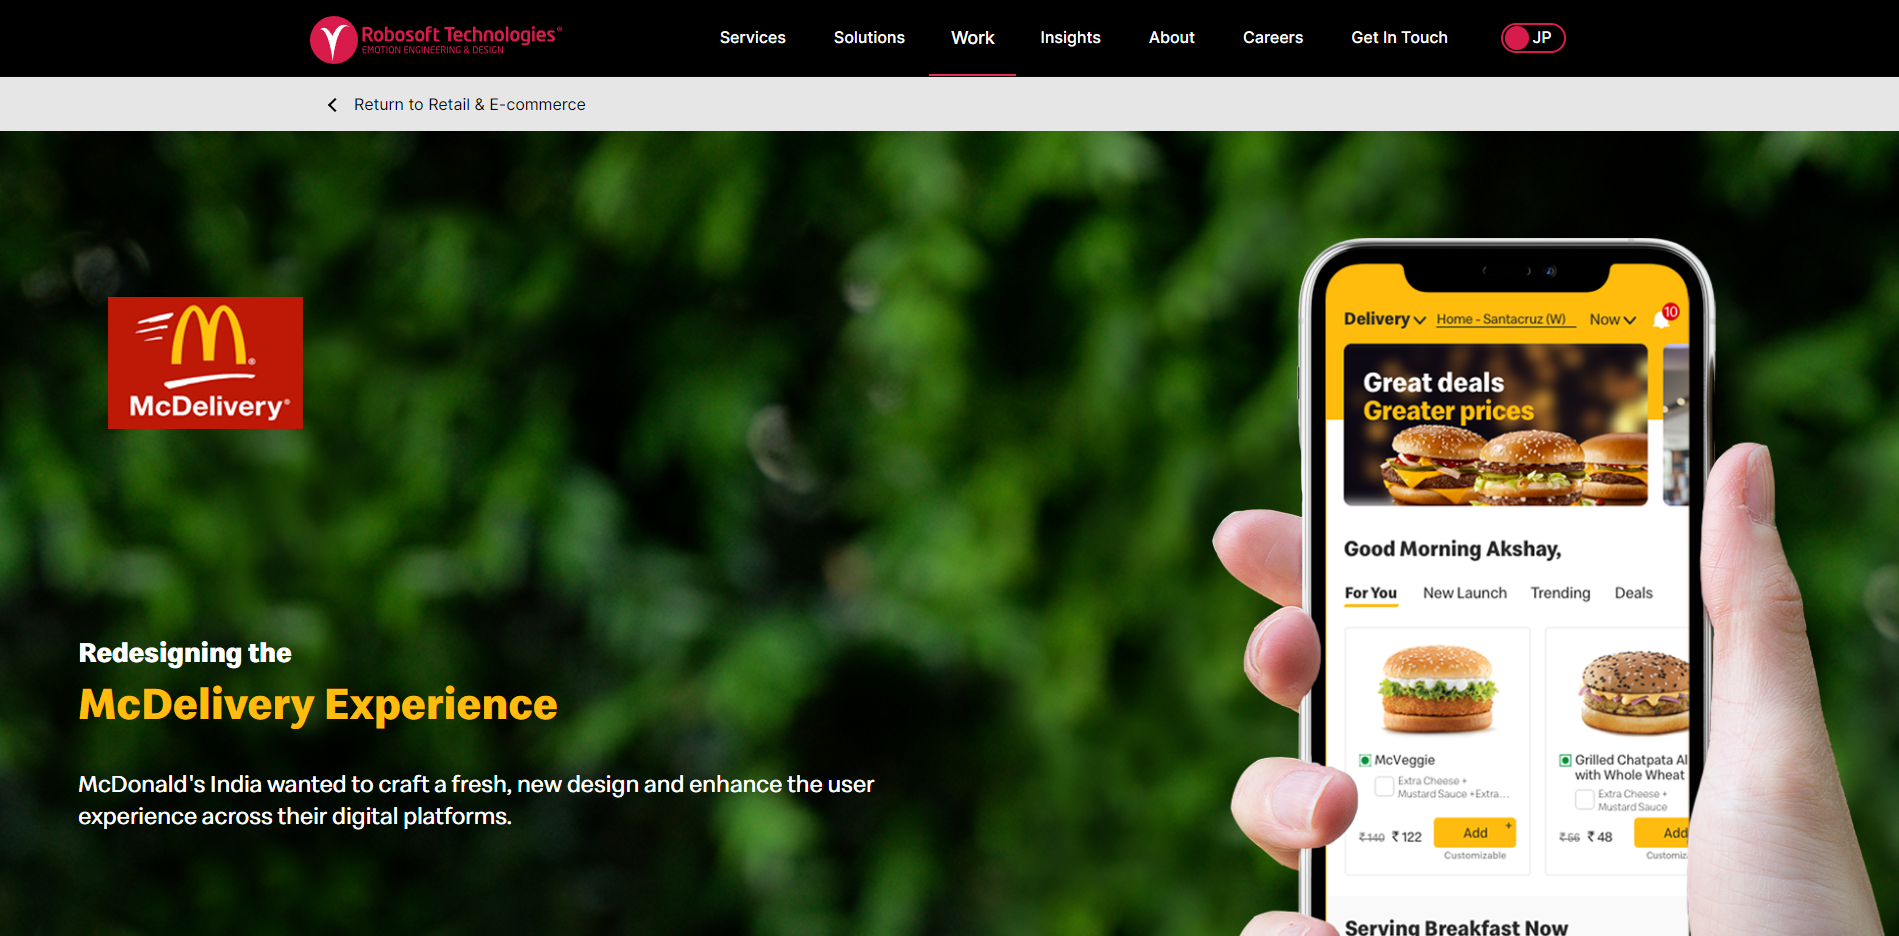 Robosoft Technologies®
EMOTION ENGINEERING & DESIGN
Services
Solutions
Work
Insights
About
Careers
Get In Touch
JP
Return to Retail & E-commerce
McDelivery®
Redesigning the
McDelivery Experience
McDonald's India wanted to craft a fresh, new design and enhance the user
experience across their digital platforms.
Delivery
Home - Santacruz (W)
Now
10
Great deals
Greater prices
Good Morning Akshay,
For You
New Launch
Trending
Deals
McVeggie
Extra Cheese +
Mustard Sauce +Extra...
₹ 140 ₹ 122
Add +
Customizable
Grilled Chatpata Al
with Whole Wheat
Extra Cheese +
Mustard Sauce
₹ 56 ₹ 48
Add
Customiz
Serving Breakfast Now